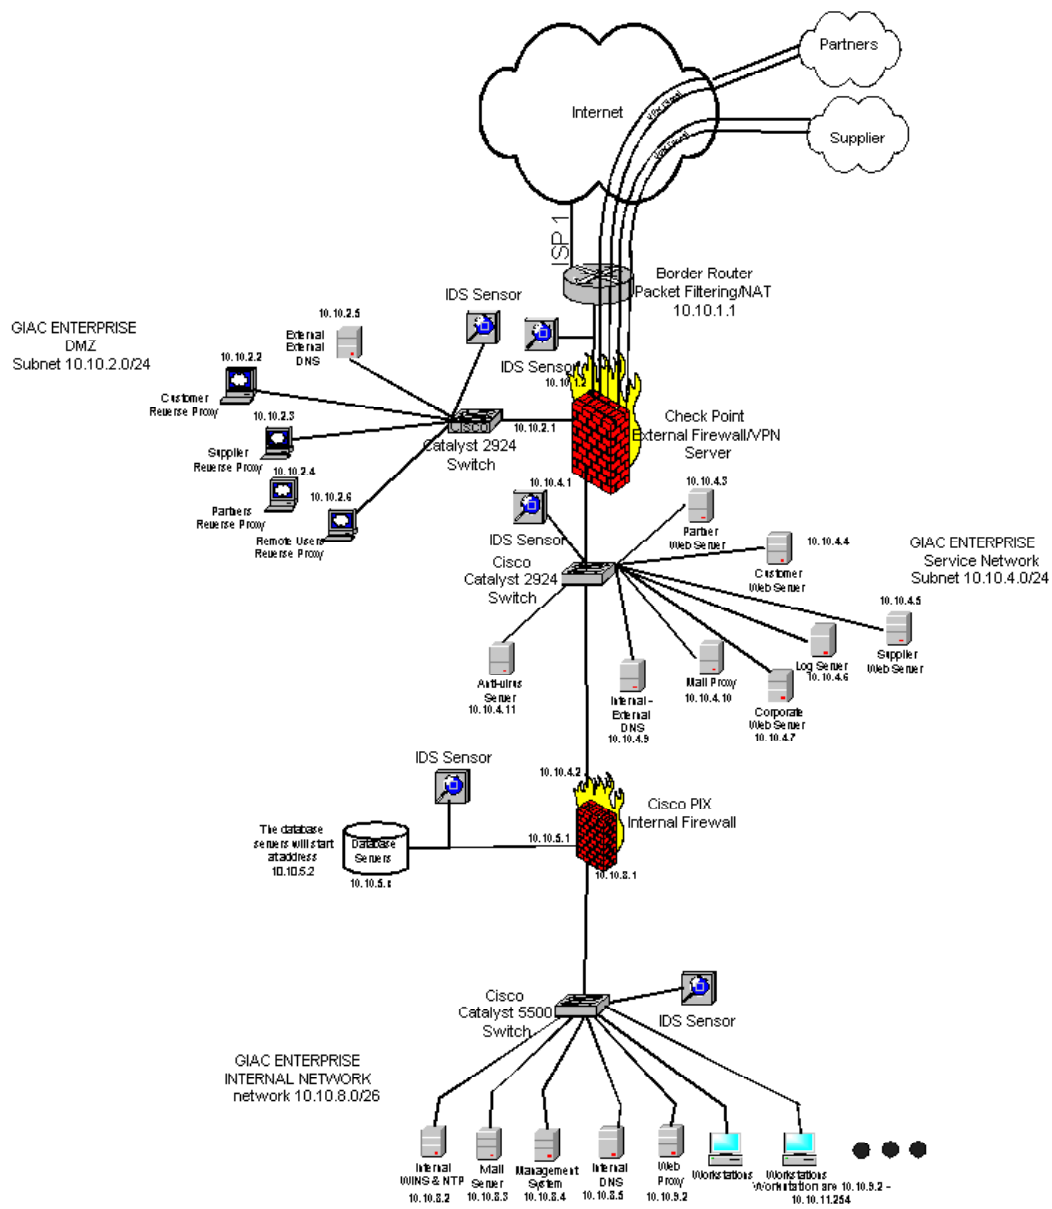 Partners
Internet
VPN Tunnel
Supplier
VPN Tunnel
ISP 1
Border Router
Packet Filtering/NAT
10.10.1.1
IDS Sensor
IDS Sensor
10.10.1.2
GIAC ENTERPRISE
DMZ
Subnet 10.10.2.0/24
10.10.2.5
External
External
DNS
10.10.2.2
Customer
Reverse Proxy
10.10.2.3
Supplier
Reverse Proxy
10.10.2.4
Partners
Reverse Proxy
10.10.2.6
Remote Users
Reverse Proxy
Cisco
Catalyst 2924
Switch
10.10.2.1
Check Point
External Firewall/VPN
Server
10.10.4.1
IDS Sensor
Cisco
Catalyst 2924
Switch
10.10.4.3
Partner
Web Server
10.10.4.4
Customer
Web Server
GIAC ENTERPRISE
Service Network
Subnet 10.10.4.0/24
10.10.4.5
Supplier
Web Server
Log Server
10.10.4.6
Mail Proxy
10.10.4.10
Corporate
Web Server
10.10.4.7
Anti-virus
Server
10.10.4.11
Internal -
External
DNS
10.10.4.9
IDS Sensor
10.10.4.2
Cisco PIX
Internal Firewall
The database
servers will start
at address
10.10.5.2
Database
Servers
10.10.5.x
10.10.5.1
10.10.8.1
Cisco
Catalyst 5500
Switch
IDS Sensor
GIAC ENTERPRISE
INTERNAL NETWORK
network 10.10.8.0/26
Internal
WINS & NTP
10.10.8.2
Mail
Server
10.10.8.3
Management
System
10.10.8.4
Internal
DNS
10.10.8.5
Web
Proxy
10.10.9.2
Workstations
Workstations
Workstation are 10.10.9.2 -
10.10.11.254